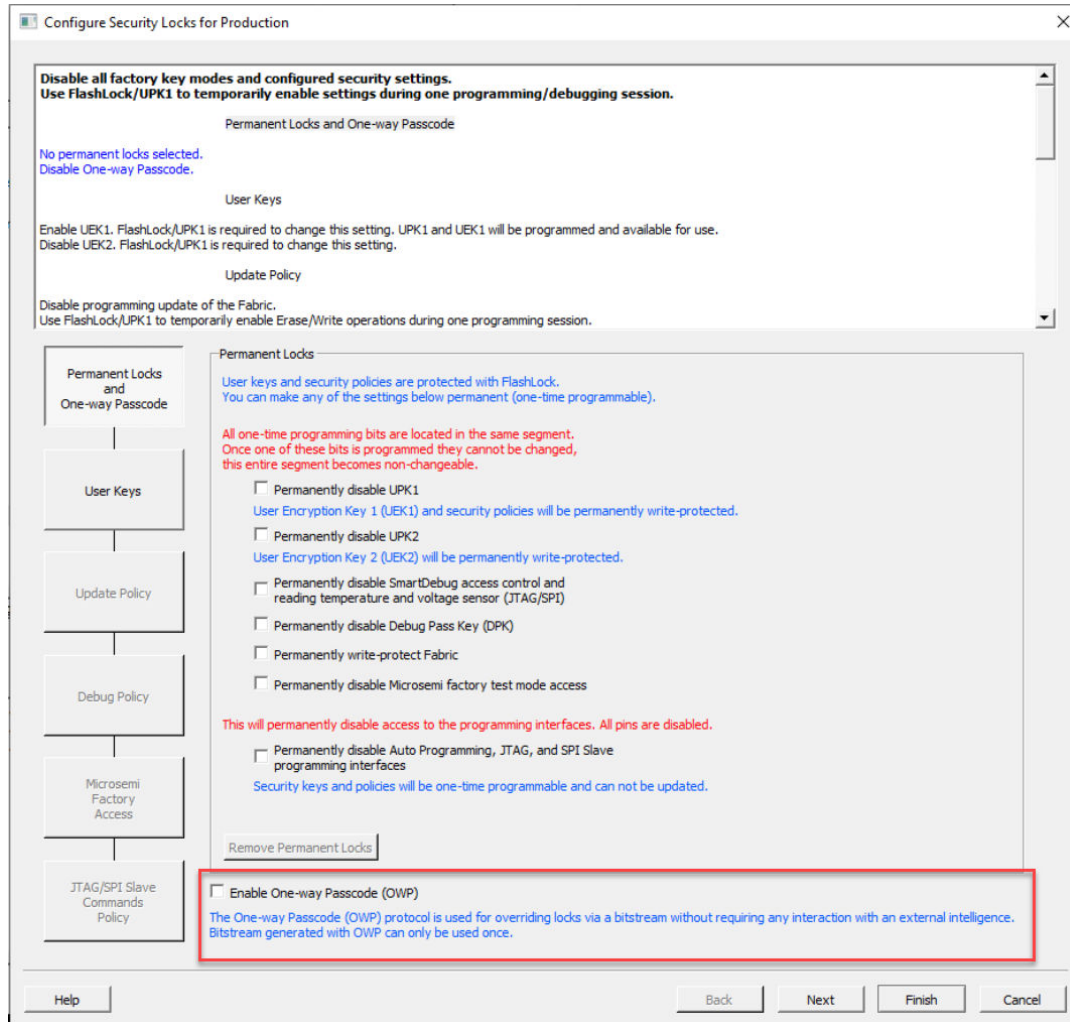 Configure Security Locks for Production
Disable all factory key modes and configured security settings.
Use FlashLock/UPK1 to temporarily enable settings during one programming/debugging session.
Permanent Locks and One-way Passcode
No permanent locks selected.
Disable One-way Passcode.
User Keys
Enable UEK1. FlashLock/UPK1 is required to change this setting. UPK1 and UEK1 will be programmed and available for use.
Disable UEK2. FlashLock/UPK1 is required to change this setting.
Update Policy
Disable programming update of the Fabric.
Use FlashLock/UPK1 to temporarily enable Erase/Write operations during one programming session.
Permanent Locks
and
One-way Passcode
User Keys
Update Policy
Debug Policy
Microsemi
Factory
Access
JTAG/SPI Slave
Commands
Policy
Permanent Locks
User keys and security policies are protected with FlashLock.
You can make any of the settings below permanent (one-time programmable).
All one-time programming bits are located in the same segment.
Once one of these bits is programmed they cannot be changed,
this entire segment becomes non-changeable.
Permanently disable UPK1
User Encryption Key 1 (UEK1) and security policies will be permanently write-protected.
Permanently disable UPK2
User Encryption Key 2 (UEK2) will be permanently write-protected.
Permanently disable SmartDebug access control and
reading temperature and voltage sensor (JTAG/SPI)
Permanently disable Debug Pass Key (DPK)
Permanently write-protect Fabric
Permanently disable Microsemi factory test mode access
This will permanently disable access to the programming interfaces. All pins are disabled.
Permanently disable Auto Programming, JTAG, and SPI Slave
programming interfaces
Security keys and policies will be one-time programmable and can not be updated.
Remove Permanent Locks
Enable One-way Passcode (OWP)
The One-way Passcode (OWP) protocol is used for overriding locks via a bitstream without requiring any interaction with an external intelligence.
Bitstream generated with OWP can only be used once.
Help
Back
Next
Finish
Cancel